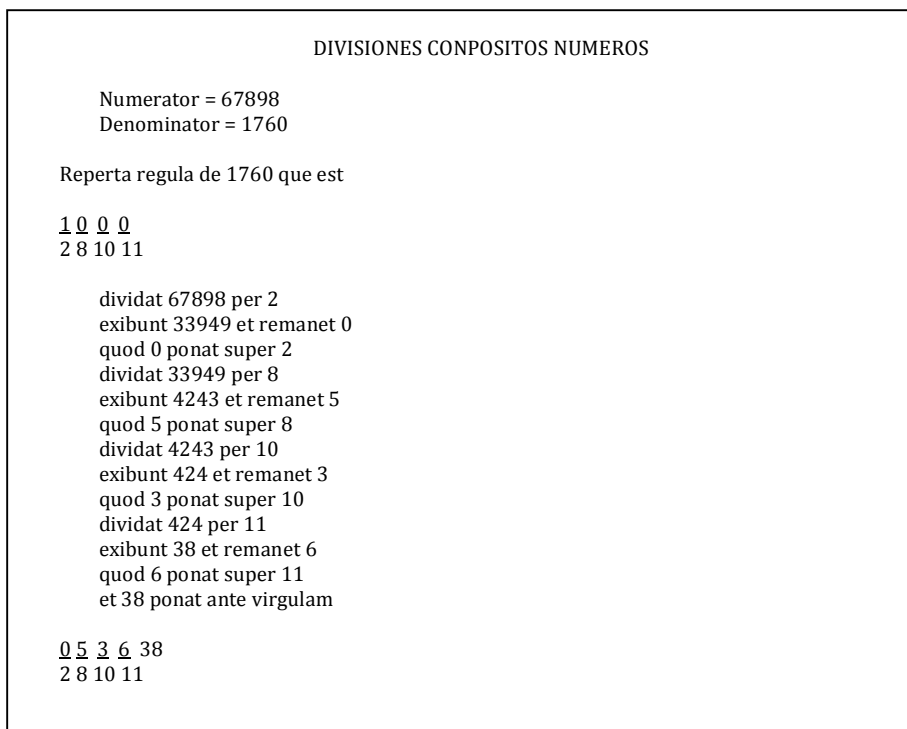 DIVISIONES CONPOSITOS NUMEROS
Numerator = 67898
Denominator = 1760
Reperta regula de 1760 que est
1 0 0 0
2 8 10 11
dividat 67898 per 2
exibunt 33949 et remanet 0
quod 0 ponat super 2
dividat 33949 per 8
exibunt 4243 et remanet 5
quod 5 ponat super 8
dividat 4243 per 10
exibunt 424 et remanet 3
quod 3 ponat super 10
dividat 424 per 11
exibunt 38 et remanet 6
quod 6 ponat super 11
et 38 ponat ante virgulam
0 5 3 6 38
2 8 10 11